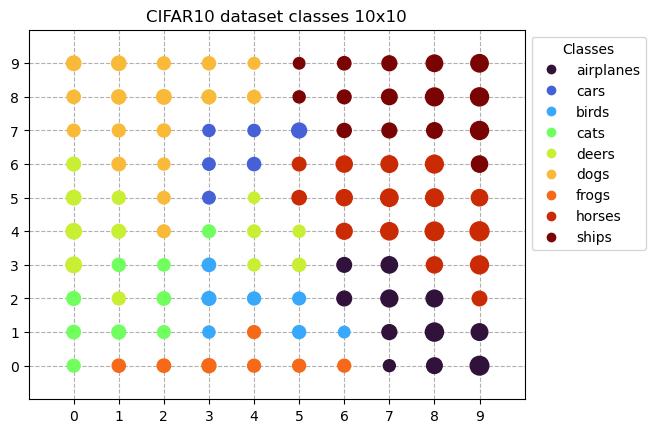 CIFAR10 dataset classes 10x10
9
8
7
6
5
4
3
2
1
0
0 1 2 3 4 5 6 7 8 9
Classes
airplanes
cars
birds
cats
deers
dogs
frogs
horses
ships